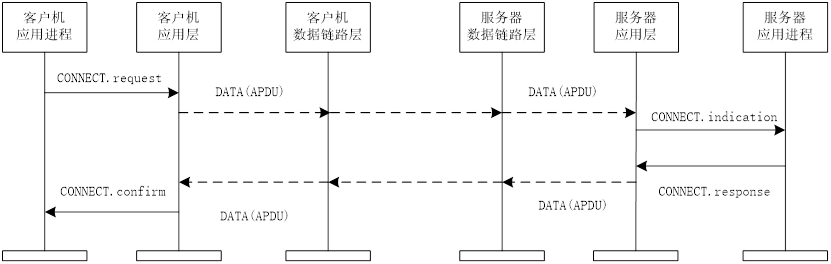 客户机
应用进程
客户机
应用层
客户机
数据链路层
服务器
数据链路层
服务器
应用层
服务器
应用进程
CONNECT.request
DATA(APDU)
DATA(APDU)
CONNECT.indication
CONNECT.confirm
CONNECT.response
DATA(APDU)
DATA(APDU)